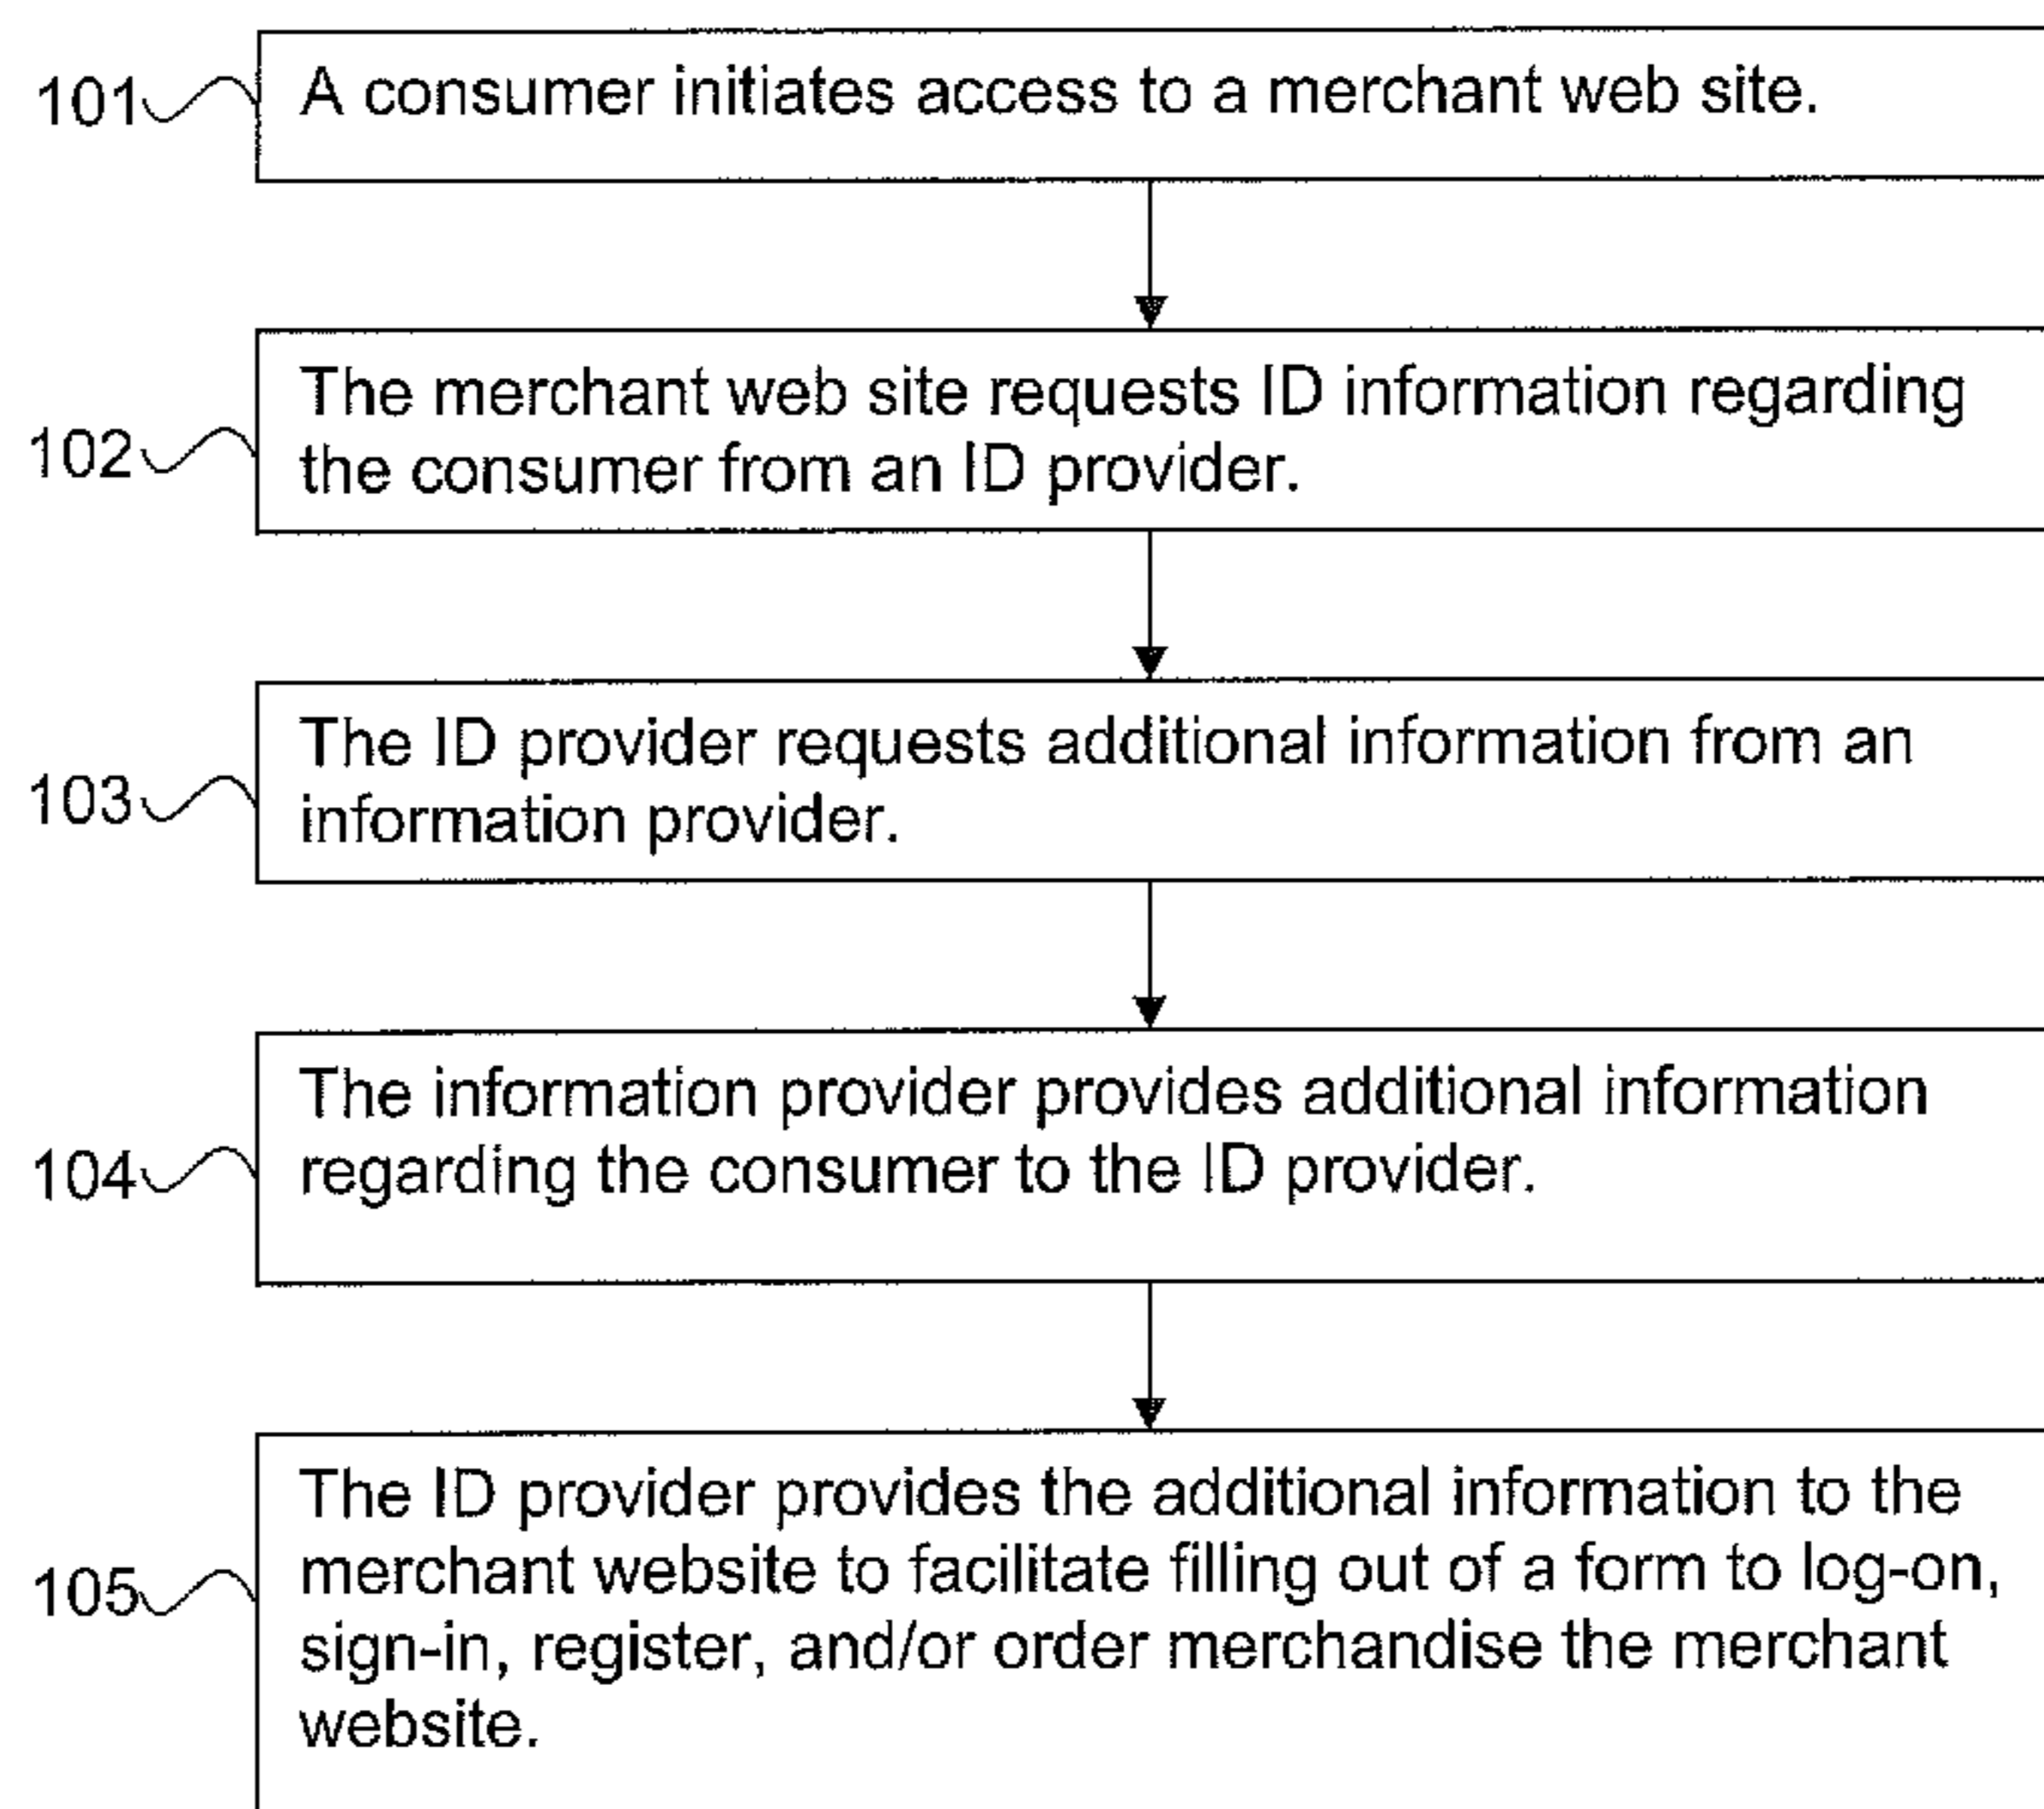 101
A consumer initiates access to a merchant web site.
102
The merchant web site requests ID information regarding
the consumer from an ID provider.
103
The ID provider requests additional information from an
information provider.
104
The information provider provides additional information
regarding the consumer to the ID provider.
105
The ID provider provides the additional information to the
merchant website to facilitate filling out of a form to log-on,
sign-in, register, and/or order merchandise the merchant
website.